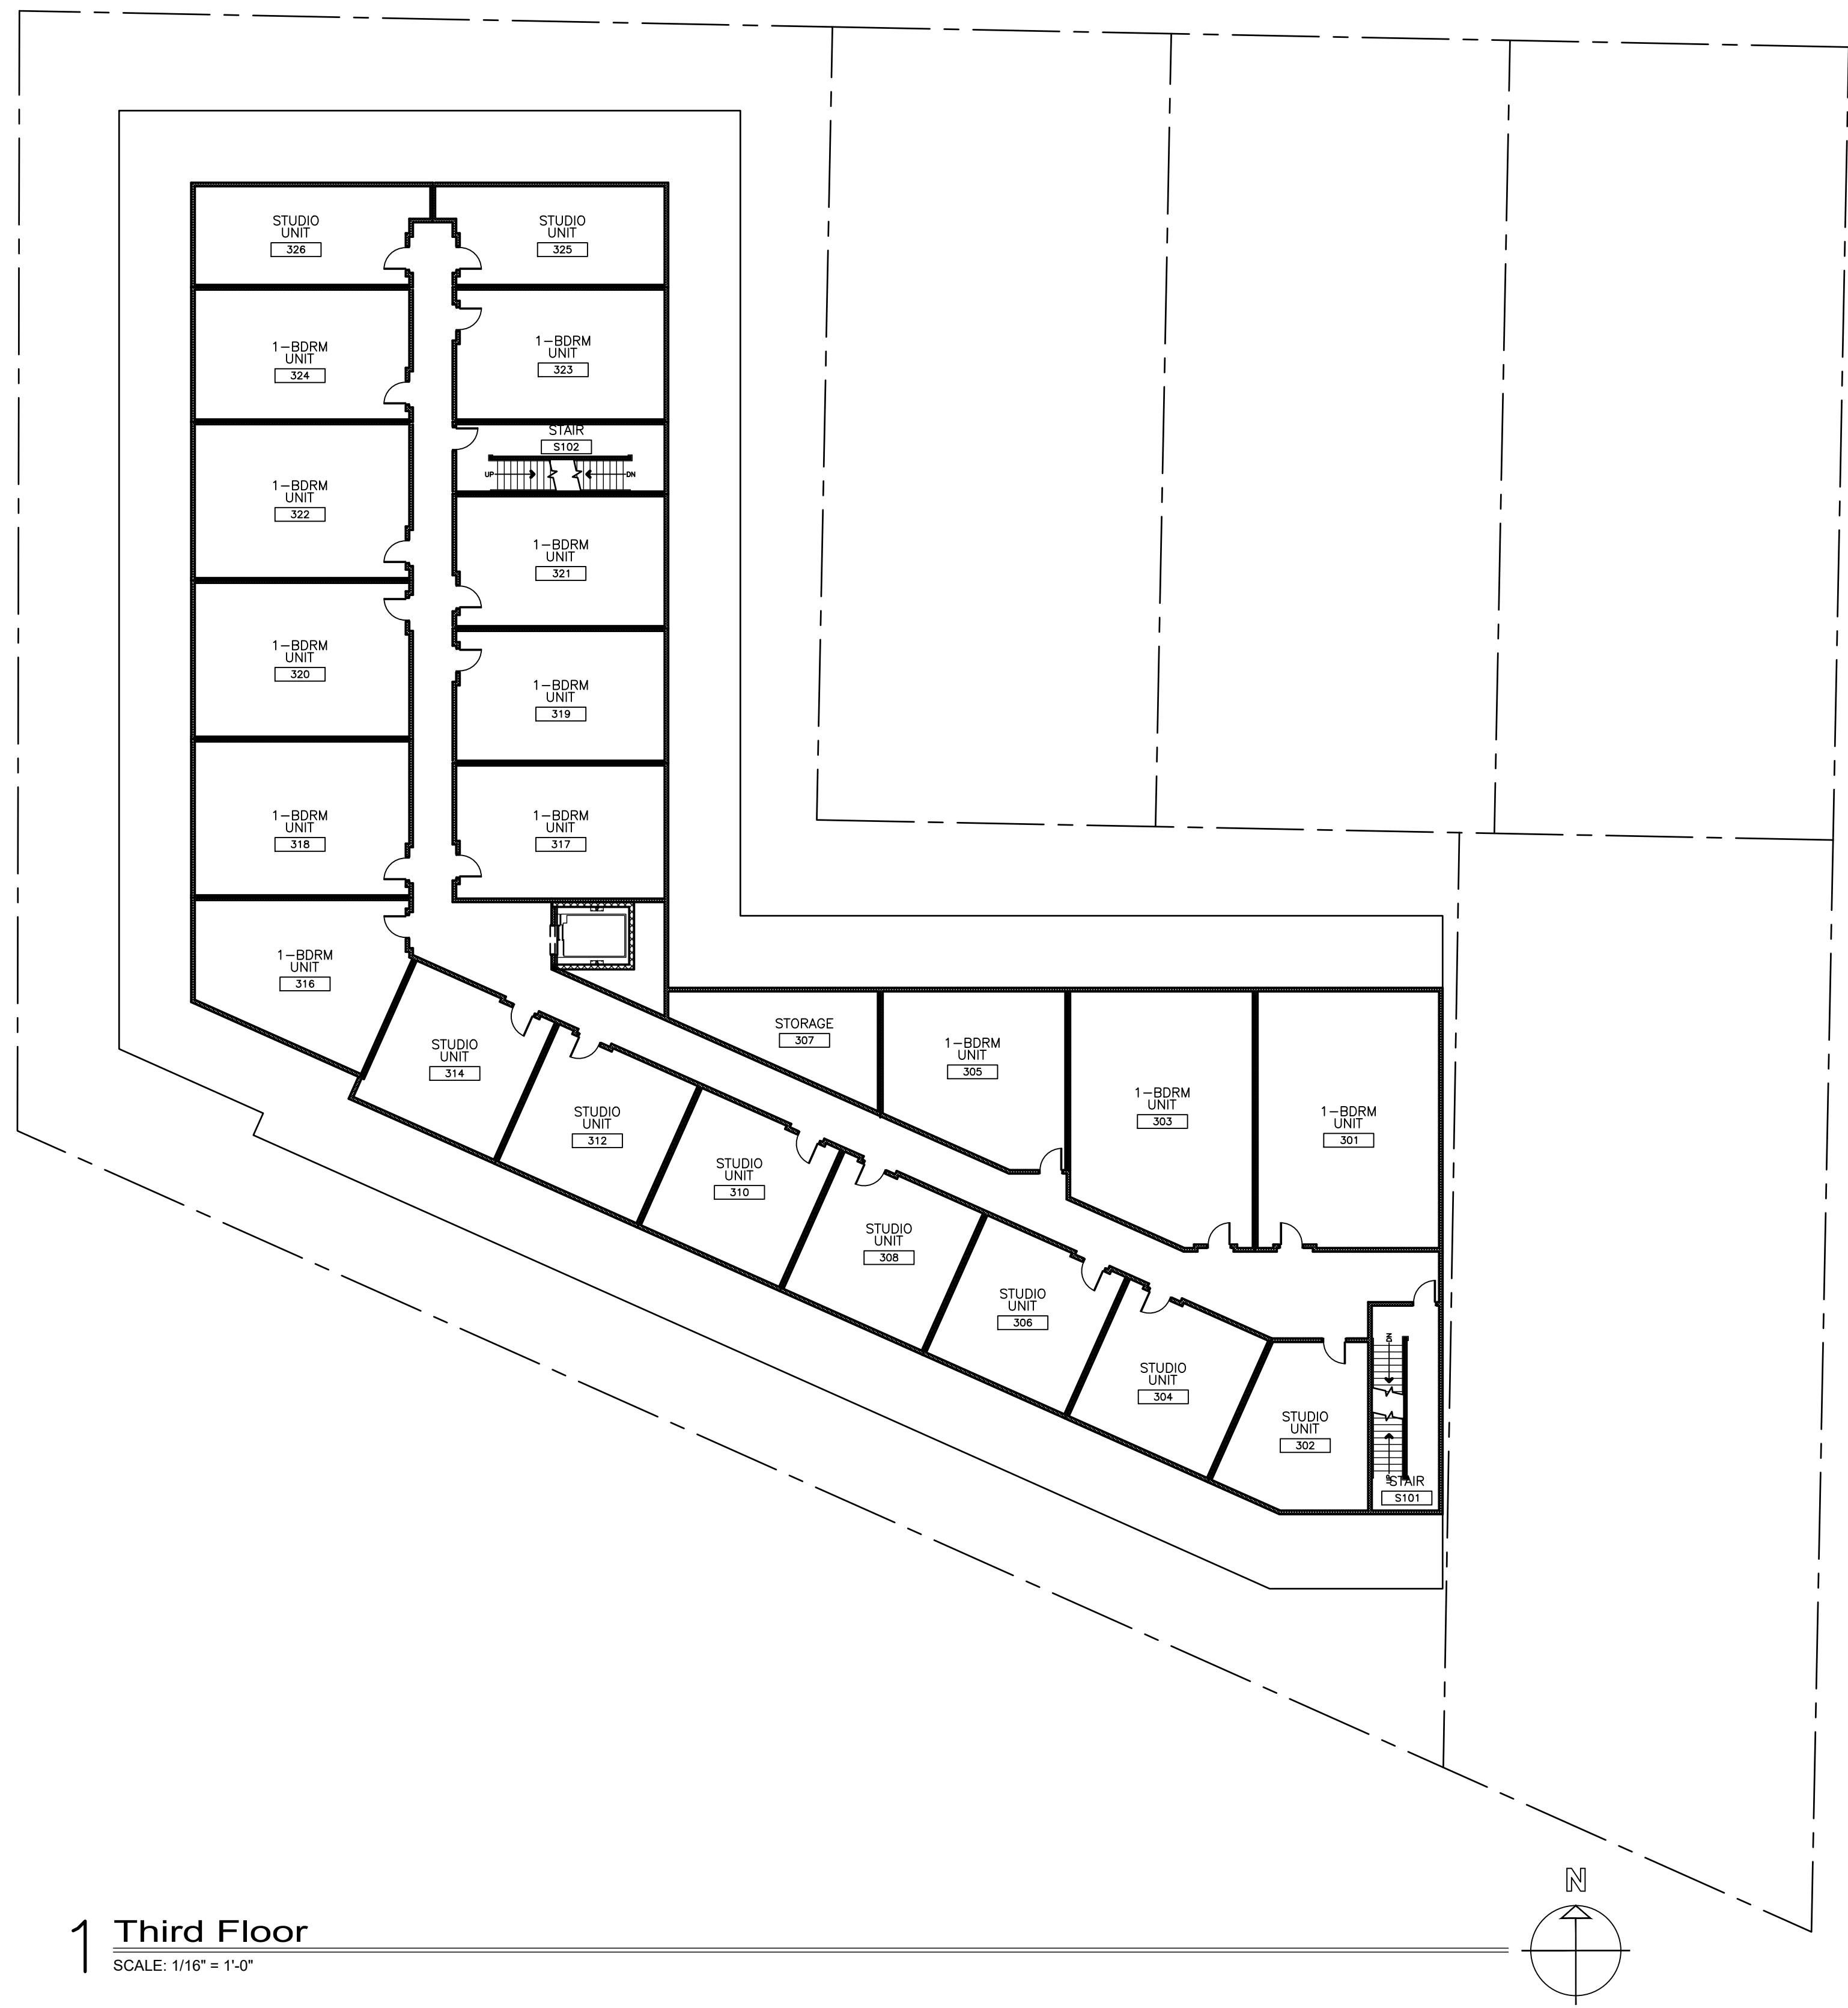 STUDIO
UNIT
326
STUDIO
UNIT
325
1-BDRM
UNIT
324
1-BDRM
UNIT
323
STAIR
S102
UP
DN
1-BDRM
UNIT
322
1-BDRM
UNIT
321
1-BDRM
UNIT
320
1-BDRM
UNIT
319
1-BDRM
UNIT
318
1-BDRM
UNIT
317
1-BDRM
UNIT
316
STUDIO
UNIT
314
STORAGE
307
1-BDRM
UNIT
305
1-BDRM
UNIT
303
1-BDRM
UNIT
301
STUDIO
UNIT
312
STUDIO
UNIT
310
STUDIO
UNIT
308
STUDIO
UNIT
306
STUDIO
UNIT
304
STUDIO
UNIT
302
DN
UP
STAIR
S101
N
1 Third Floor
SCALE: 1/16" = 1'-0"